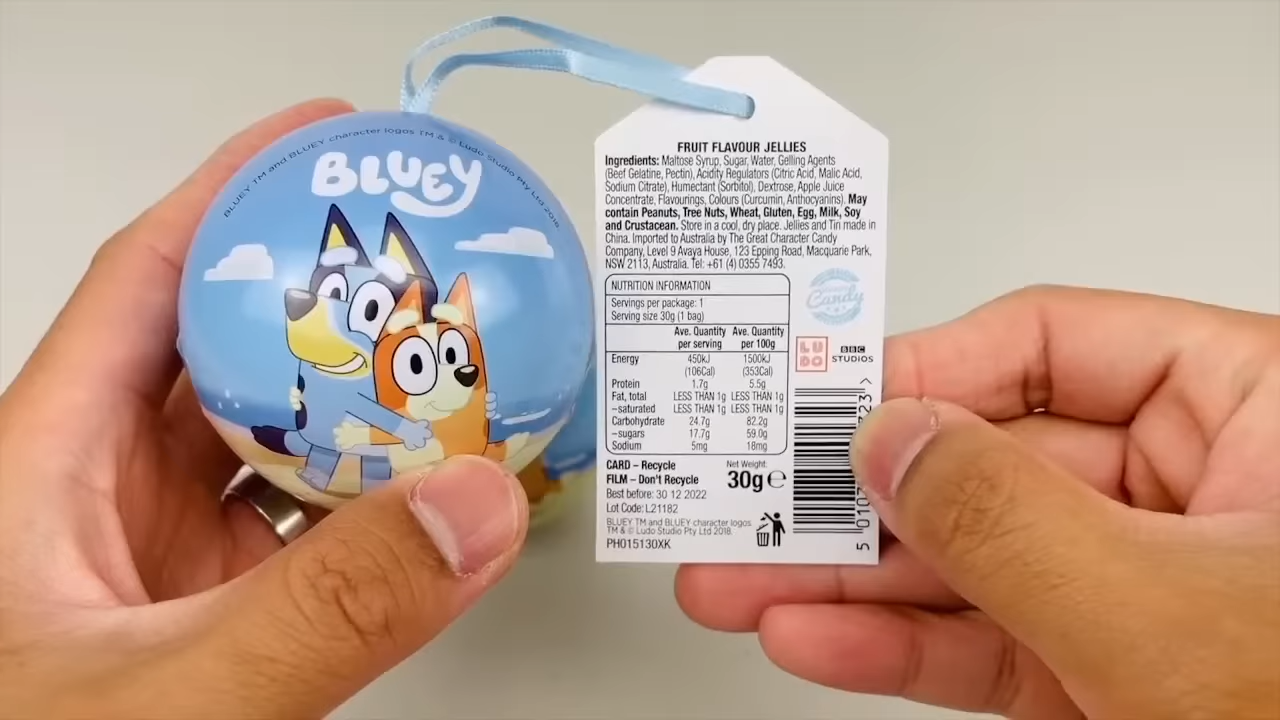 BLUEY TM and BLUEY character logos TM & © Ludo Studio Pty Ltd 2018
BLUEY
FRUIT FLAVOUR JELLIES
Ingredients: Maltose Syrup, Sugar, Water, Gelling Agents
(Beef Gelatine, Pectin), Acidity Regulators (Citric Acid, Malic Acid,
Sodium Citrate), Humectant (Sorbitol), Dextrose, Apple Juice
Concentrate, Flavourings, Colours (Curcumin, Anthocyanins). May
contain Peanuts, Tree Nuts, Wheat, Gluten, Egg, Milk, Soy
and Crustacean. Store in a cool, dry place. Jellies and Tin made in
China. Imported to Australia by The Great Character Candy
Company, Level 9 Avaya House, 123 Epping Road, Macquarie Park,
NSW 2113, Australia. Tel: +61 (4) 0355 7493.
NUTRITION INFORMATION
Servings per package: 1
Serving size 30g (1 bag)
Ave. Quantity Ave. Quantity
per serving per 100g
Energy 450kJ 1500kJ
(106Cal) (353Cal)
Protein 1.7g 5.5g
Fat, total LESS THAN 1g LESS THAN 1g
–saturated LESS THAN 1g LESS THAN 1g
Carbohydrate 24.7g 82.2g
–sugars 17.7g 59.0g
Sodium 5mg 18mg
Candy
LUDO
BBC
STUDIOS
CARD – Recycle
FILM – Don't Recycle
Best before: 30 12 2022
Lot Code: L21182
Net Weight:
30g ℮
BLUEY TM and BLUEY character logos
TM & © Ludo Studio Pty Ltd 2018.
PH015130XK